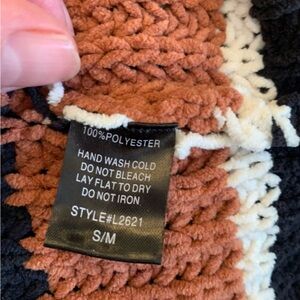 100%POLYESTER
HAND WASH COLD
DO NOT BLEACH
LAY FLAT TO DRY
DO NOT IRON
STYLE#L2621
S/M